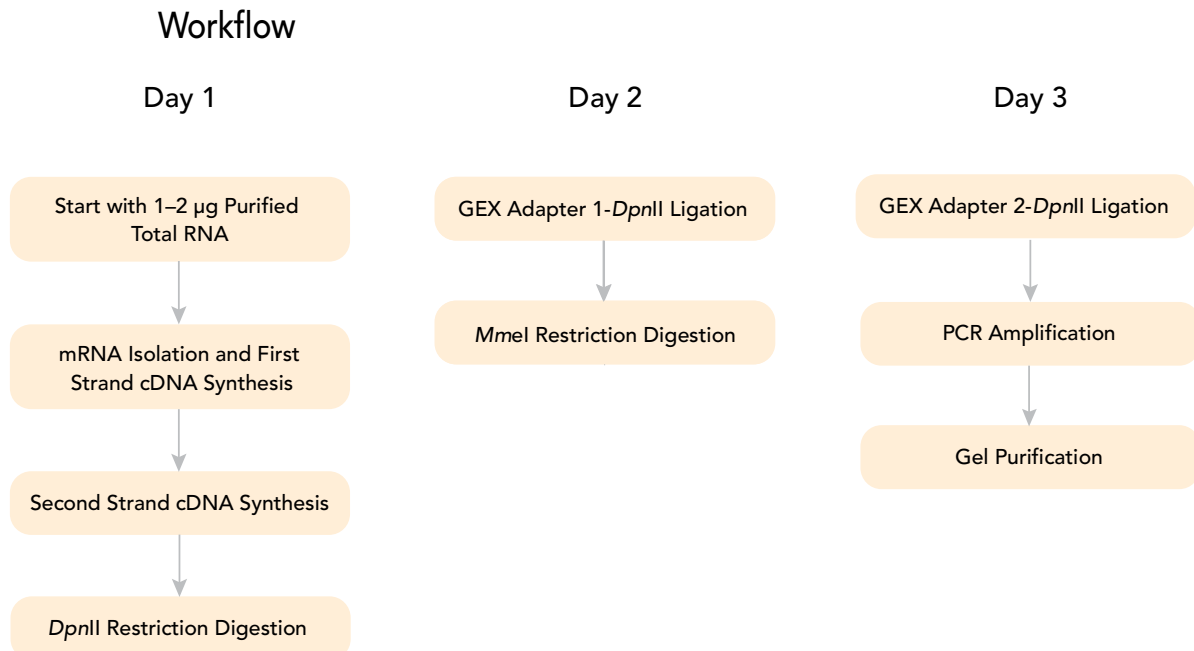 Workflow
Day 1
Start with 1–2 µg Purified
Total RNA
mRNA Isolation and First
Strand cDNA Synthesis
Second Strand cDNA Synthesis
DpnII Restriction Digestion
Day 2
GEX Adapter 1-DpnII Ligation
MmeI Restriction Digestion
Day 3
GEX Adapter 2-DpnII Ligation
PCR Amplification
Gel Purification